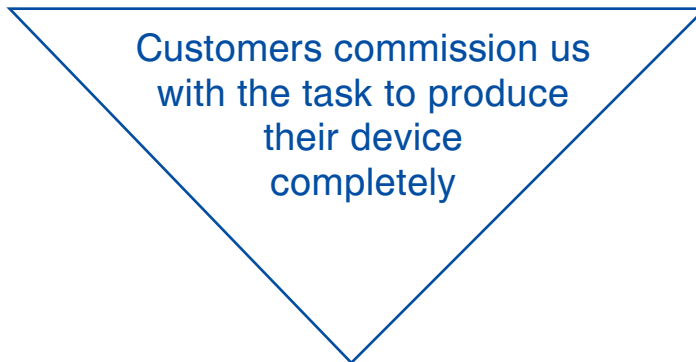 Customers commission us
with the task to produce
their device
completely